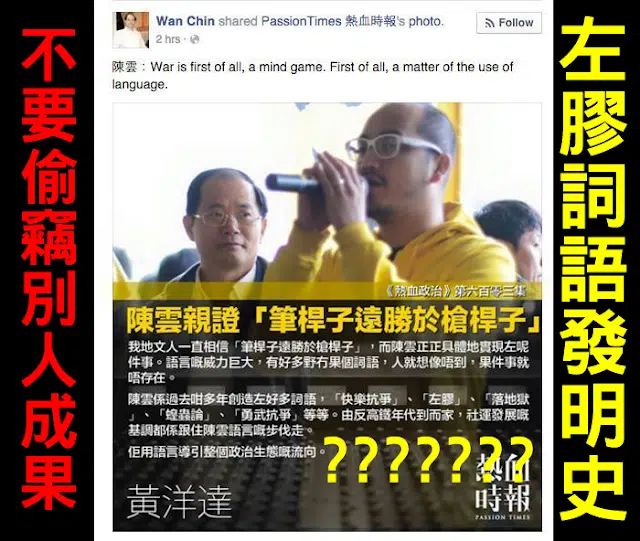 不要偷竊別人成果
Wan Chin shared PassionTimes 熱血時報's photo.
2 hrs ·
Follow
陳雲：War is first of all, a mind game. First of all, a matter of the use of
language.
《熱血政治》第六百零三集
陳雲親證「筆桿子遠勝於槍桿子」
我地文人一直相信「筆桿子遠勝於槍桿子」，而陳雲正正具體地實現左呢
件事。語言嘅威力巨大，有好多野冇果個詞語，人就想像唔到，果件事就
唔存在。
陳雲係過去咁多年創造左好多詞語，「快樂抗爭」、「左膠」、「落地獄
」、「蝗蟲論」、「勇武抗爭」等等。由反高鐵年代到而家，社運發展嘅
基調都係跟住陳雲語言嘅步伐走。
佢用語言導引整個政治生態嘅流向。
???????
黃洋達
熱血
時報
PASSION TIMES
左膠詞語發明史